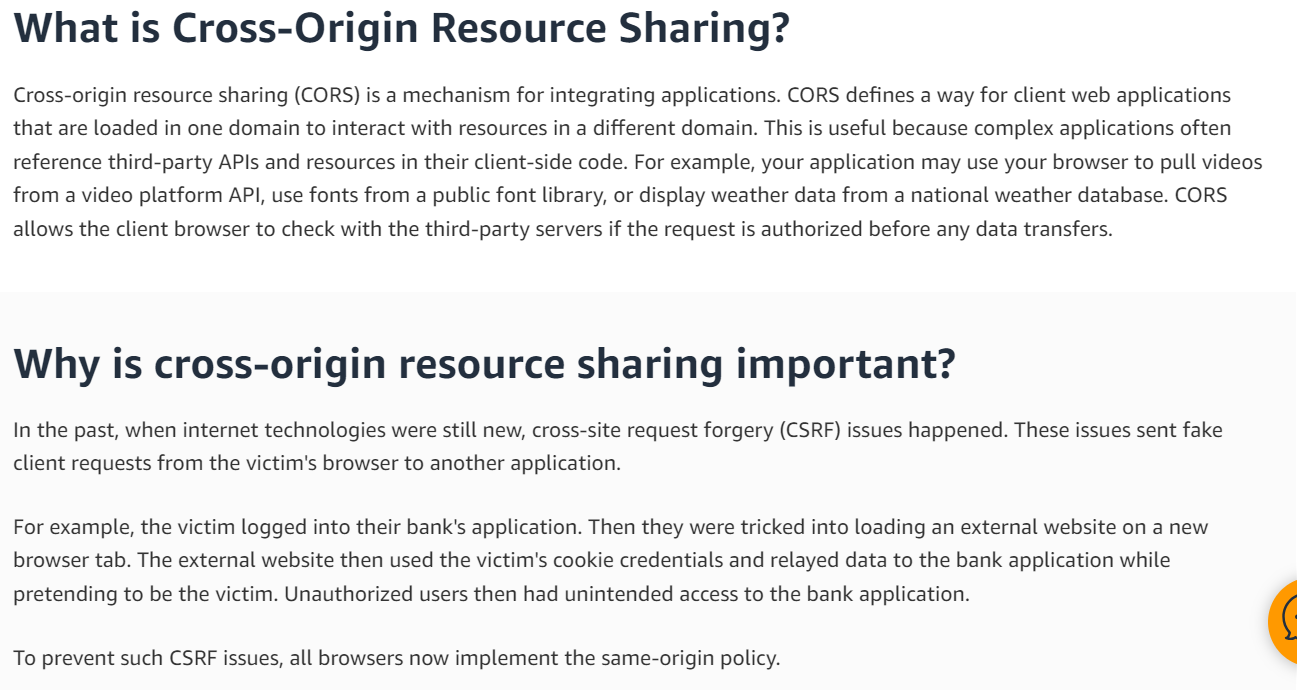 What is Cross-Origin Resource Sharing?
Cross-origin resource sharing (CORS) is a mechanism for integrating applications. CORS defines a way for client web applications
that are loaded in one domain to interact with resources in a different domain. This is useful because complex applications often
reference third-party APIs and resources in their client-side code. For example, your application may use your browser to pull videos
from a video platform API, use fonts from a public font library, or display weather data from a national weather database. CORS
allows the client browser to check with the third-party servers if the request is authorized before any data transfers.
Why is cross-origin resource sharing important?
In the past, when internet technologies were still new, cross-site request forgery (CSRF) issues happened. These issues sent fake
client requests from the victim's browser to another application.
For example, the victim logged into their bank's application. Then they were tricked into loading an external website on a new
browser tab. The external website then used the victim's cookie credentials and relayed data to the bank application while
pretending to be the victim. Unauthorized users then had unintended access to the bank application.
To prevent such CSRF issues, all browsers now implement the same-origin policy.